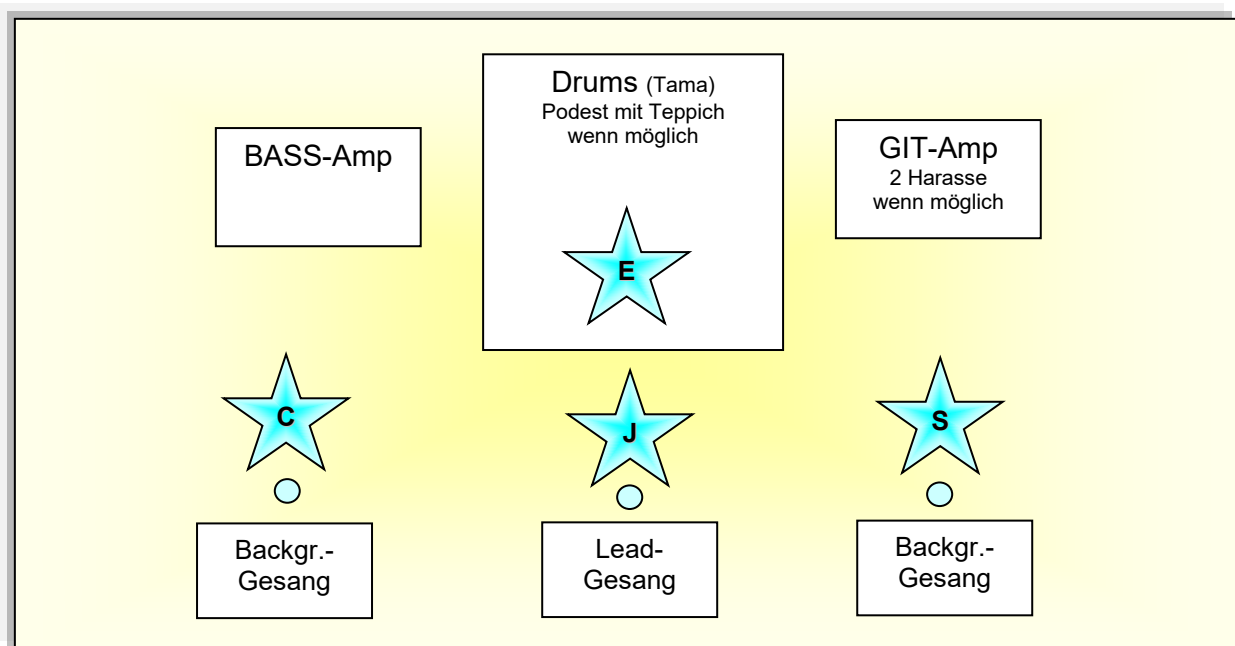 Drums (Tama)
Podest mit Teppich
wenn möglich
BASS-Amp
GIT-Amp
2 Harasse
wenn möglich
E
C
J
S
Backgr.-
Gesang
Lead-
Gesang
Backgr.-
Gesang